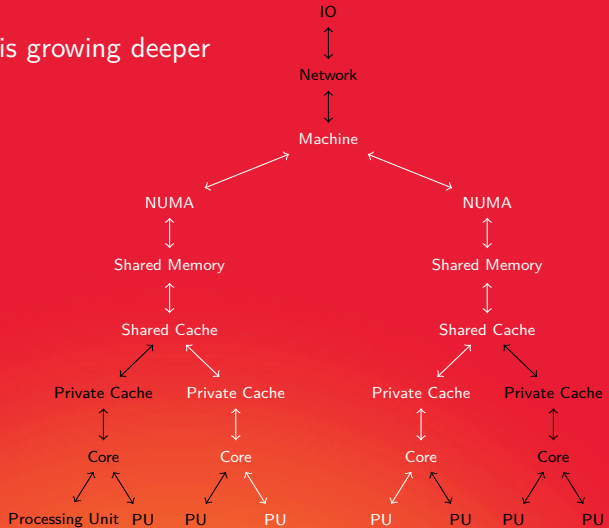 IO
is growing deeper
Network
Machine
NUMA NUMA
Shared Memory Shared Memory
Shared Cache Shared Cache
Private Cache Private Cache Private Cache Private Cache
Core Core Core Core
Processing Unit PU PU PU PU PU PU PU